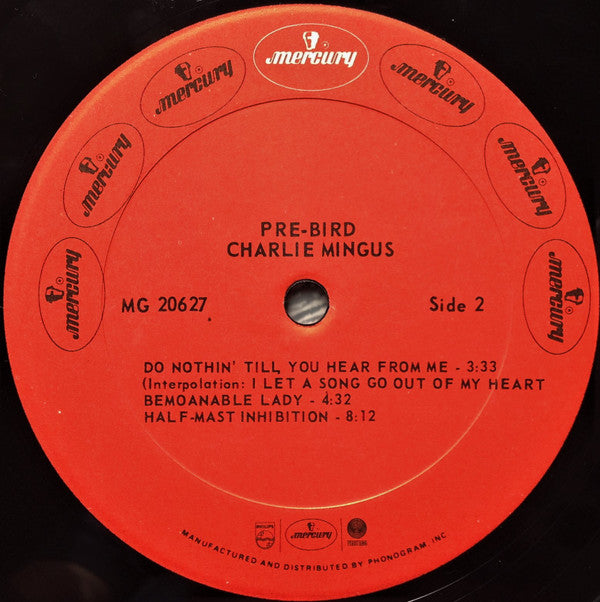 mercury
mercury
mercury
mercury
mercury
mercury
mercury
PRE-BIRD
CHARLIE MINGUS
MG 20627
Side 2
DO NOTHIN' TILL YOU HEAR FROM ME - 3:33
(Interpolation: I LET A SONG GO OUT OF MY HEART
BEMOANABLE LADY - 4:32
HALF-MAST INHIBITION - 8:12
PHILIPS
mercury
MANUFACTURED AND DISTRIBUTED BY PHONOGRAM, INC